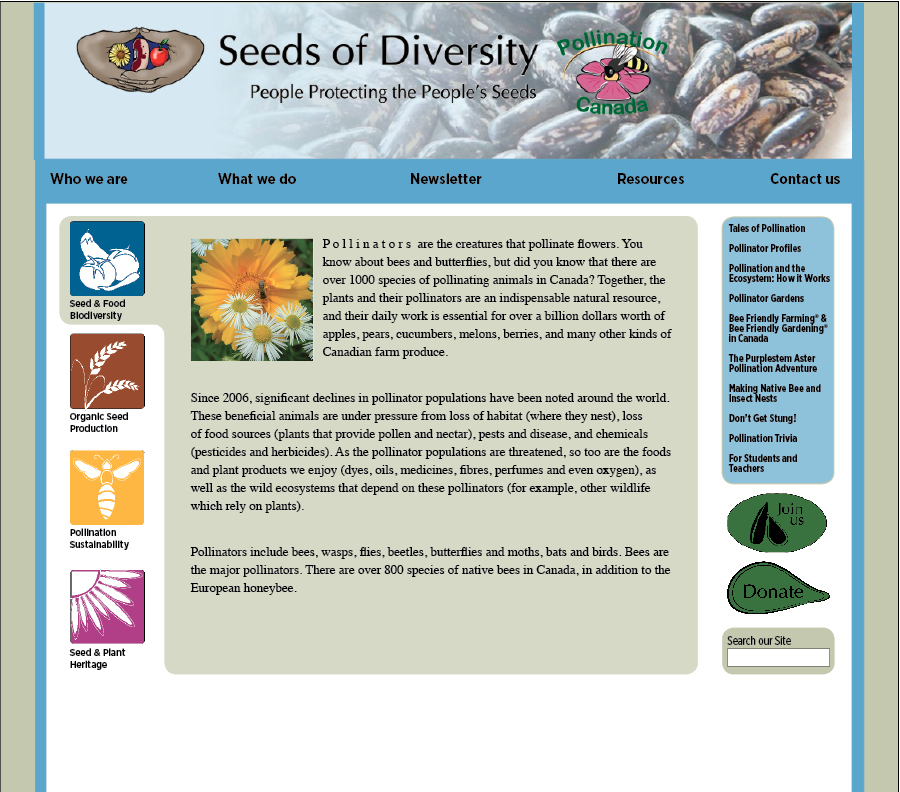 Seeds of Diversity
People Protecting the People's Seeds
Pollination
Canada
Who we are
What we do
Newsletter
Resources
Contact us
Seed & Food
Biodiversity
Organic Seed
Production
Pollination
Sustainability
Seed & Plant
Heritage
Pollinators are the creatures that pollinate flowers. You
know about bees and butterflies, but did you know that there are
over 1000 species of pollinating animals in Canada? Together, the
plants and their pollinators are an indispensable natural resource,
and their daily work is essential for over a billion dollars worth of
apples, pears, cucumbers, melons, berries, and many other kinds of
Canadian farm produce.
Since 2006, significant declines in pollinator populations have been noted around the world.
These beneficial animals are under pressure from loss of habitat (where they nest), loss
of food sources (plants that provide pollen and nectar), pests and disease, and chemicals
(pesticides and herbicides). As the pollinator populations are threatened, so too are the foods
and plant products we enjoy (dyes, oils, medicines, fibres, perfumes and even oxygen), as
well as the wild ecosystems that depend on these pollinators (for example, other wildlife
which rely on plants).
Pollinators include bees, wasps, flies, beetles, butterflies and moths, bats and birds. Bees are
the major pollinators. There are over 800 species of native bees in Canada, in addition to the
European honeybee.
Tales of Pollination
Pollinator Profiles
Pollination and the
Ecosystem: How it Works
Pollinator Gardens
Bee Friendly Farming® &
Bee Friendly Gardening®
in Canada
The Purplestem Aster
Pollination Adventure
Making Native Bee and
Insect Nests
Don't Get Stung!
Pollination Trivia
For Students and
Teachers
Join
us
Donate
Search our Site